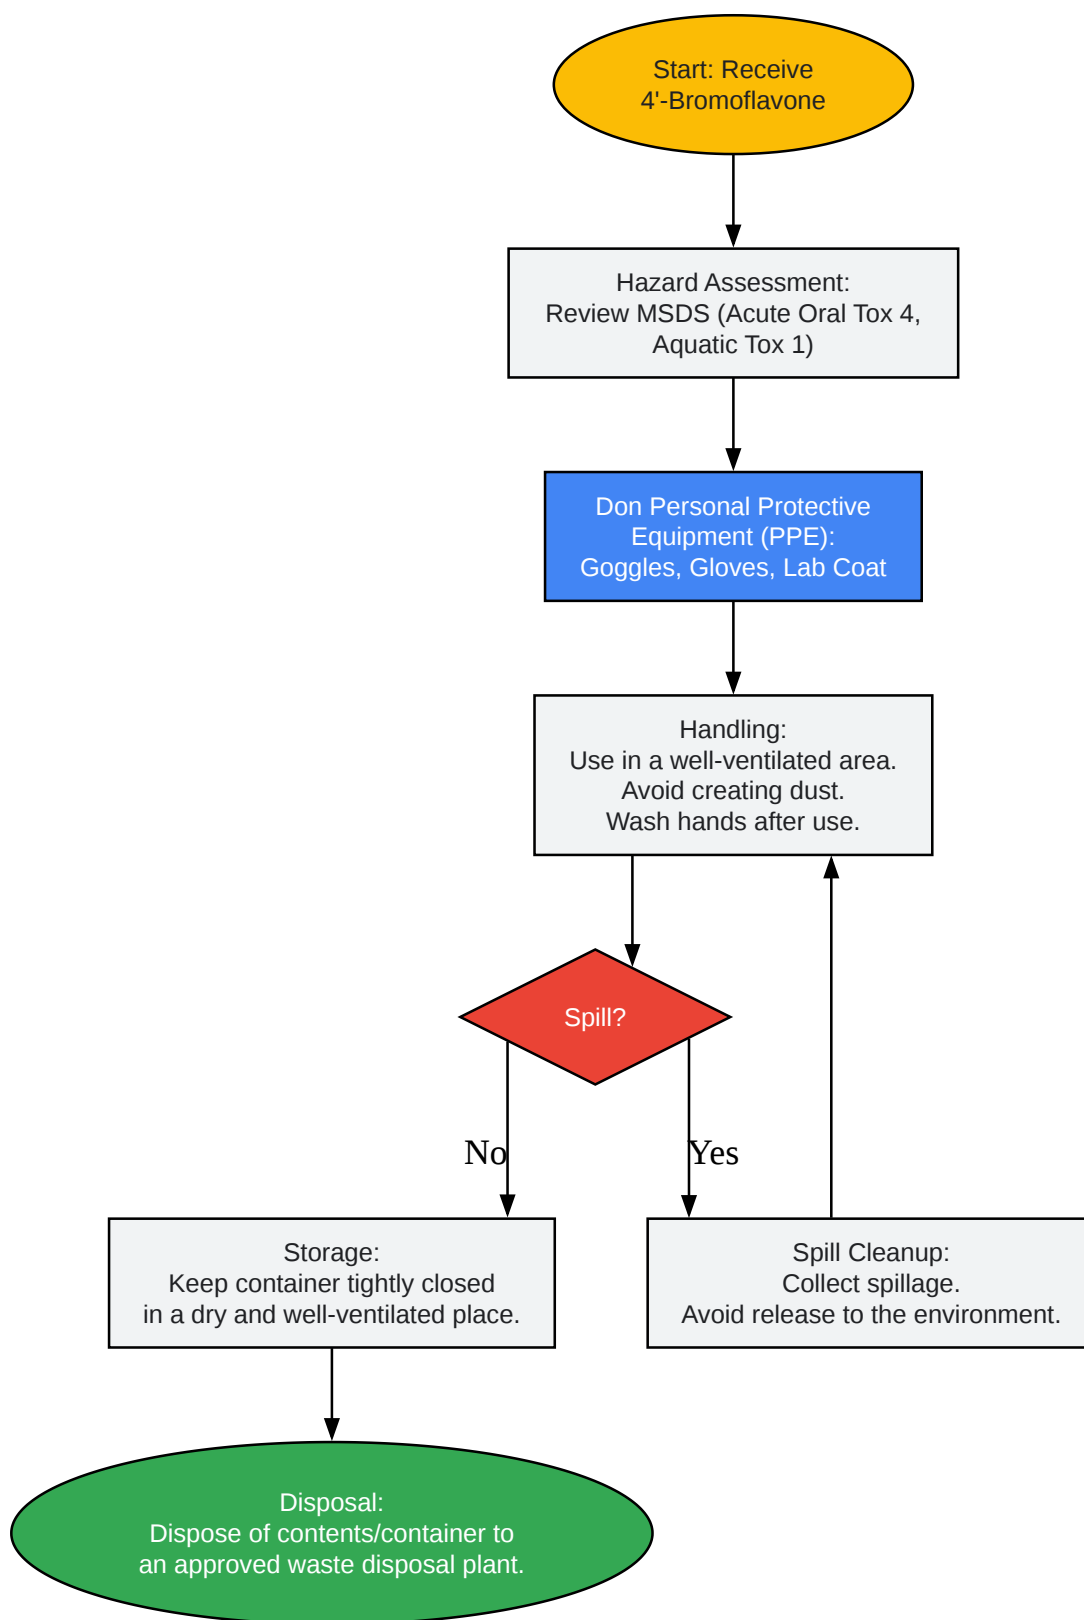 Start: Receive
4'-Bromoflavone
Hazard Assessment:
Review MSDS (Acute Oral Tox 4,
Aquatic Tox 1)
Don Personal Protective
Equipment (PPE):
Goggles, Gloves, Lab Coat
Handling:
Use in a well-ventilated area.
Avoid creating dust.
Wash hands after use.
Spill?
No
Yes
Storage:
Keep container tightly closed
in a dry and well-ventilated place.
Spill Cleanup:
Collect spillage.
Avoid release to the environment.
Disposal:
Dispose of contents/container to
an approved waste disposal plant.